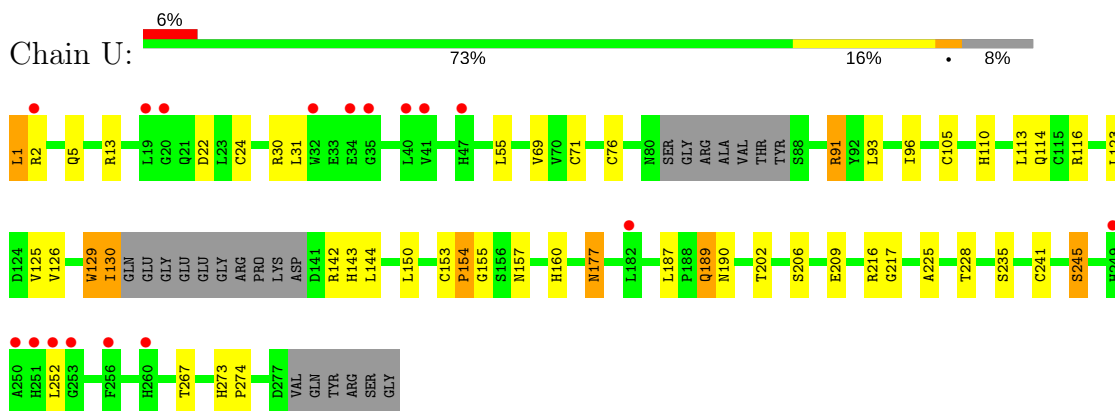 6%
Chain U:
73% 16% • 8%
L1 R2 Q5 R13 L19 G20 Q21 D22 L23 C24 R30 L31 W32 E33 E34 G35 L40 V41 H47 L55 V69 V70 C71 C76 N80 SER GLY ARG ALA VAL THR TYR S88 R91 Y92 L93 I96 C105 H110 L113 Q114 C115 R116
D124 V125 V126 W129 I130 GLN GLU GLY GLU GLU GLY ARG PRO LYS ASP D141 R142 H143 L144 L150 C153 P154 G155 S156 N157 H160 N177 L182 L187 P188 Q189 N190 T202 S206 E209 R216 G217 A225 T228 S235 C241 S245 H249
A250 H251 L252 G253 F256 H260 T267 H273 P274 D277 VAL GLN TYR ARG SER GLY